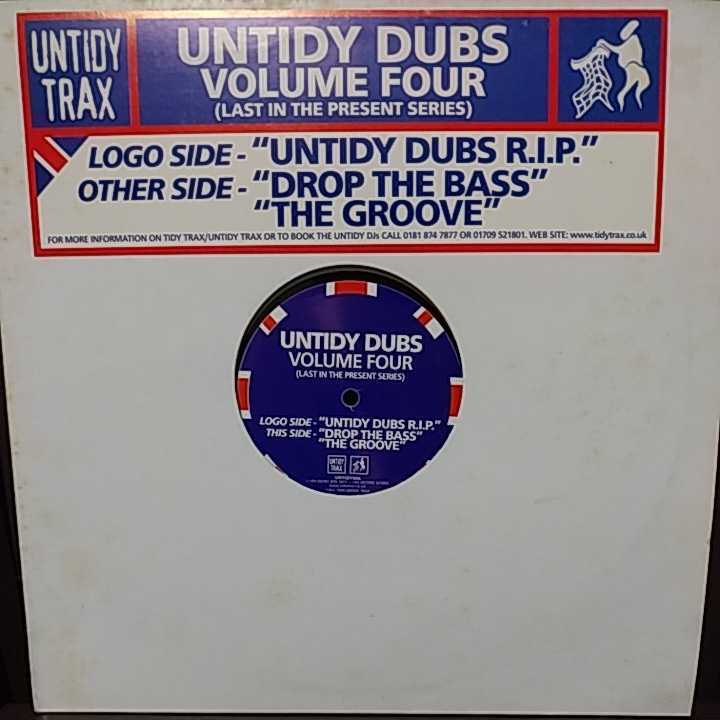 UNTIDY
TRAX
UNTIDY DUBS
VOLUME FOUR
(LAST IN THE PRESENT SERIES)
LOGO SIDE - "UNTIDY DUBS R.I.P."
OTHER SIDE - "DROP THE BASS"
"THE GROOVE"
FOR MORE INFORMATION ON TIDY TRAX/UNTIDY TRAX OR TO BOOK THE UNTIDY DJs CALL 0181 874 7877 OR 01709 521801. WEB SITE: www.tidytrax.co.uk
UNTIDY DUBS
VOLUME FOUR
(LAST IN THE PRESENT SERIES)
LOGO SIDE - "UNTIDY DUBS R.I.P."
THIS SIDE - "DROP THE BASS"
"THE GROOVE"
UNTIDY
TRAX